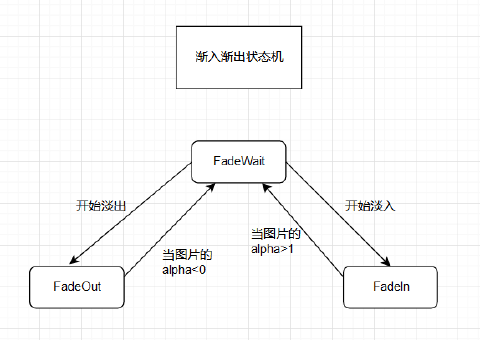 渐入渐出状态机
FadeWait
开始淡出
开始淡入
当图片的
alpha>1
当图片的
alpha<0
FadeOut
FadeIn